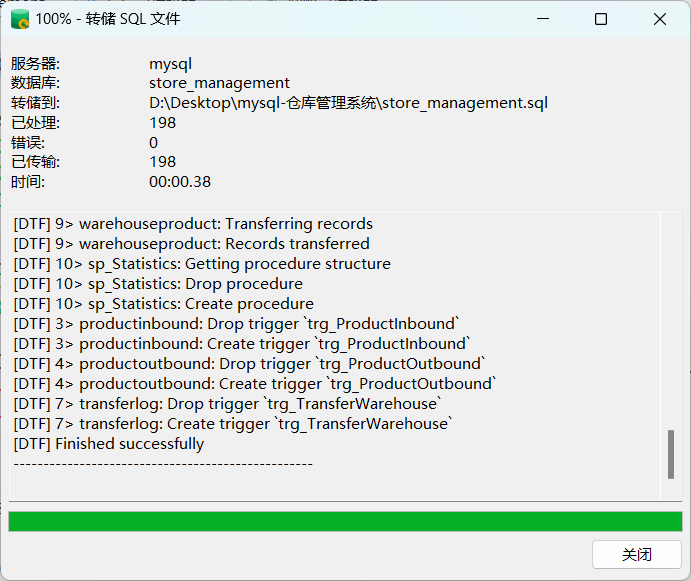 100% - 转储 SQL 文件
服务器: mysql
数据库: store_management
转储到: D:\Desktop\mysql-仓库管理系统\store_management.sql
已处理: 198
错误: 0
已传输: 198
时间: 00:00.38
[DTF] 9> warehouseproduct: Transferring records
[DTF] 9> warehouseproduct: Records transferred
[DTF] 10> sp_Statistics: Getting procedure structure
[DTF] 10> sp_Statistics: Drop procedure
[DTF] 10> sp_Statistics: Create procedure
[DTF] 3> productinbound: Drop trigger `trg_ProductInbound`
[DTF] 3> productinbound: Create trigger `trg_ProductInbound`
[DTF] 4> productoutbound: Drop trigger `trg_ProductOutbound`
[DTF] 4> productoutbound: Create trigger `trg_ProductOutbound`
[DTF] 7> transferlog: Drop trigger `trg_TransferWarehouse`
[DTF] 7> transferlog: Create trigger `trg_TransferWarehouse`
[DTF] Finished successfully
--------------------------------------------------
关闭